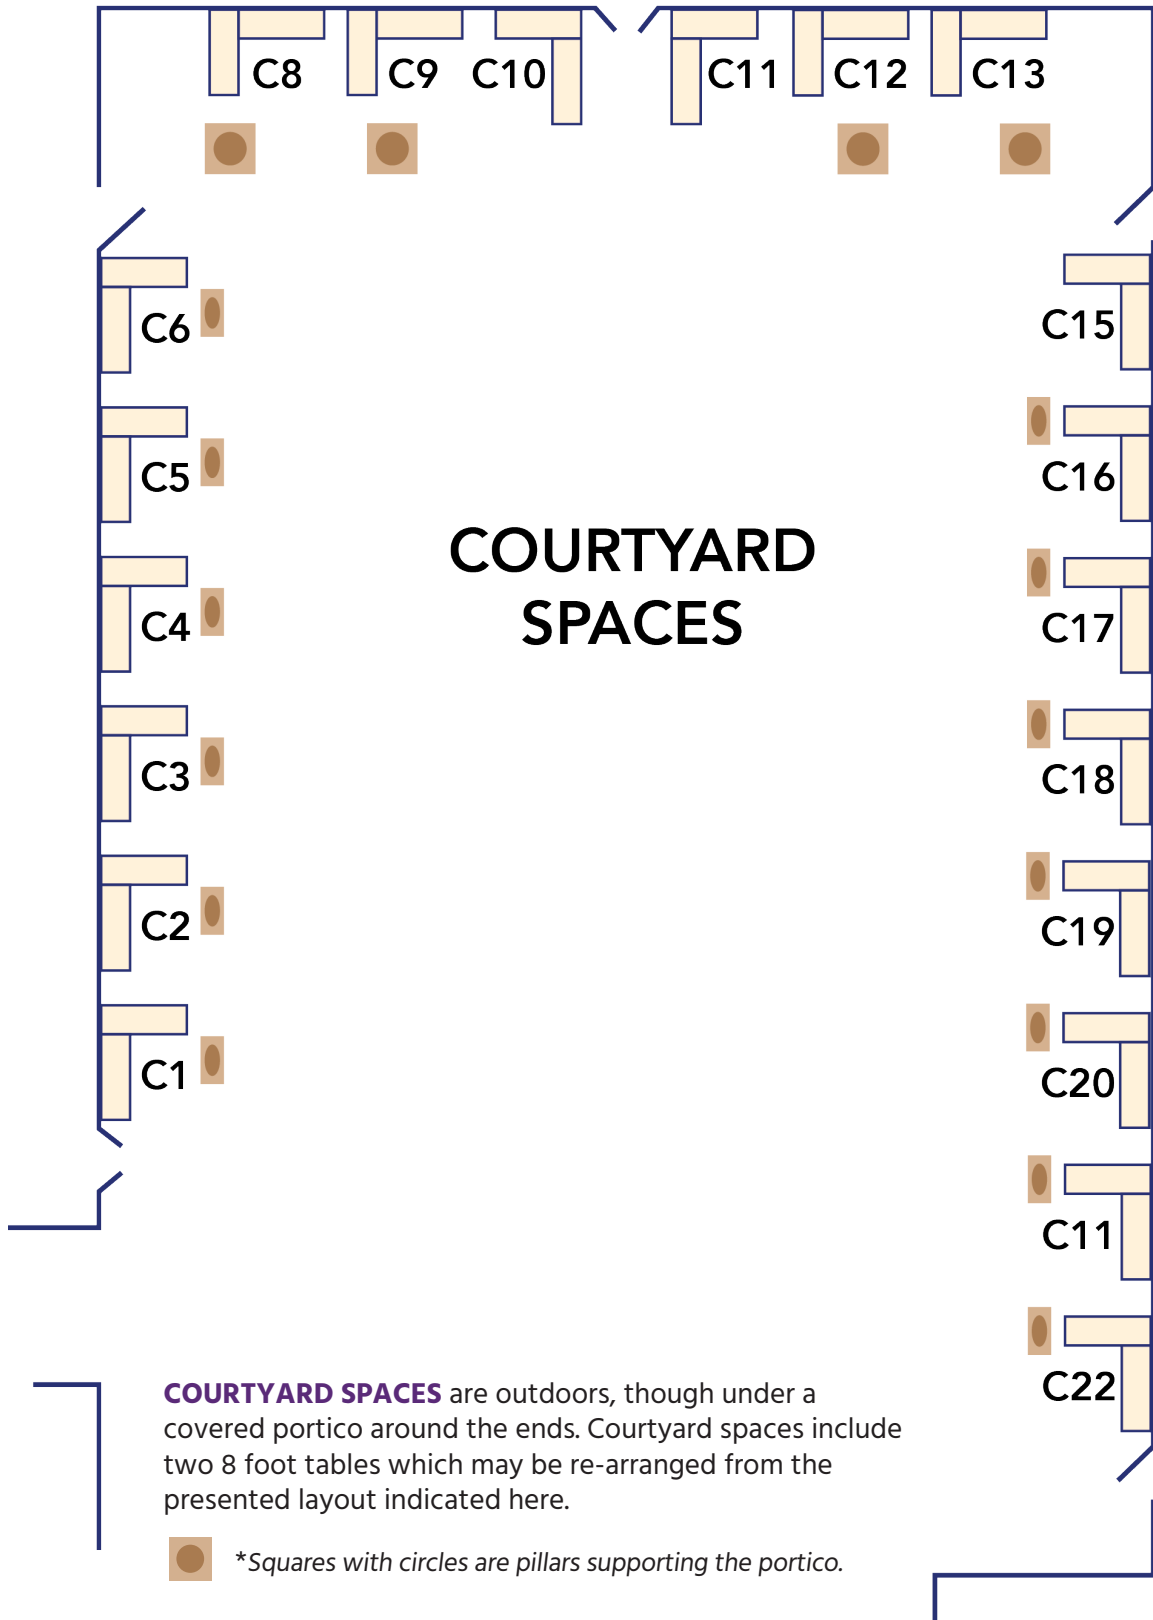 C8 C9 C10 C11 C12 C13
C6
C15
C5
C16
COURTYARD
SPACES
C4
C17
C3
C18
C2
C19
C1
C20
C11
C22
COURTYARD SPACES are outdoors, though under a
covered portico around the ends. Courtyard spaces include
two 8 foot tables which may be re-arranged from the
presented layout indicated here.
*Squares with circles are pillars supporting the portico.